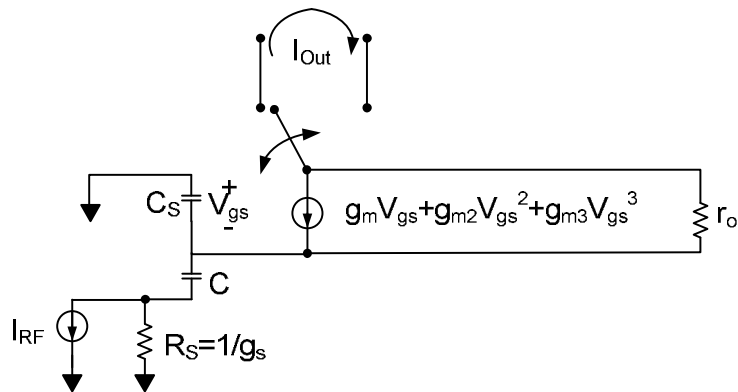 I_Out
C_S
+
V_gs
-
g_mV_gs+g_m2V_gs^2+g_m3V_gs^3
r_o
C
I_RF
R_S=1/g_s